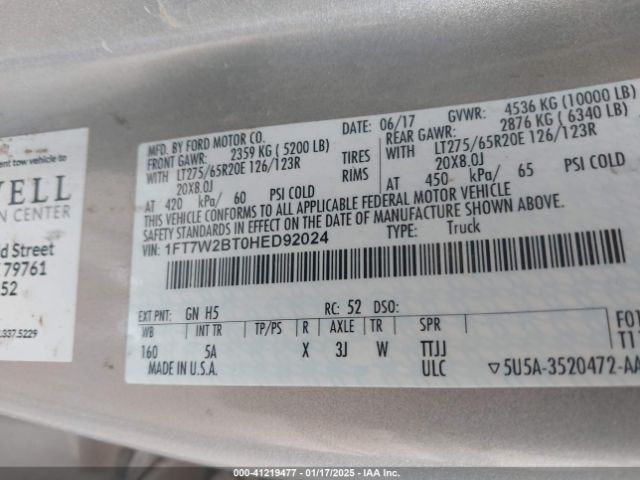 ent tow vehicle to
WELL
N CENTER
d Street
79761
52
.337.5229
MFD. BY FORD MOTOR CO.
DATE: 06/17 GVWR: 4536 KG (10000 LB)
FRONT GAWR: 2359 KG ( 5200 LB)
REAR GAWR: 2876 KG ( 6340 LB)
WITH LT275/65R20E 126/123R TIRES
WITH LT275/65R20E 126/123R
20X8.0J RIMS 20X8.0J
AT 420 kPa/ 60 PSI COLD
AT 450 kPa/ 65 PSI COLD
THIS VEHICLE CONFORMS TO ALL APPLICABLE FEDERAL MOTOR VEHICLE
SAFETY STANDARDS IN EFFECT ON THE DATE OF MANUFACTURE SHOWN ABOVE.
VIN: 1FT7W2BT0HED92024 TYPE: Truck
EXT PNT: GN H5 RC: 52 DSO:
WB INT TR TP/PS R AXLE TR SPR
160 5A X 3J W TTJJ
MADE IN U.S.A. ULC
▽5U5A-3520472-AA
000-41219477 - 01/17/2025 - IAA Inc.